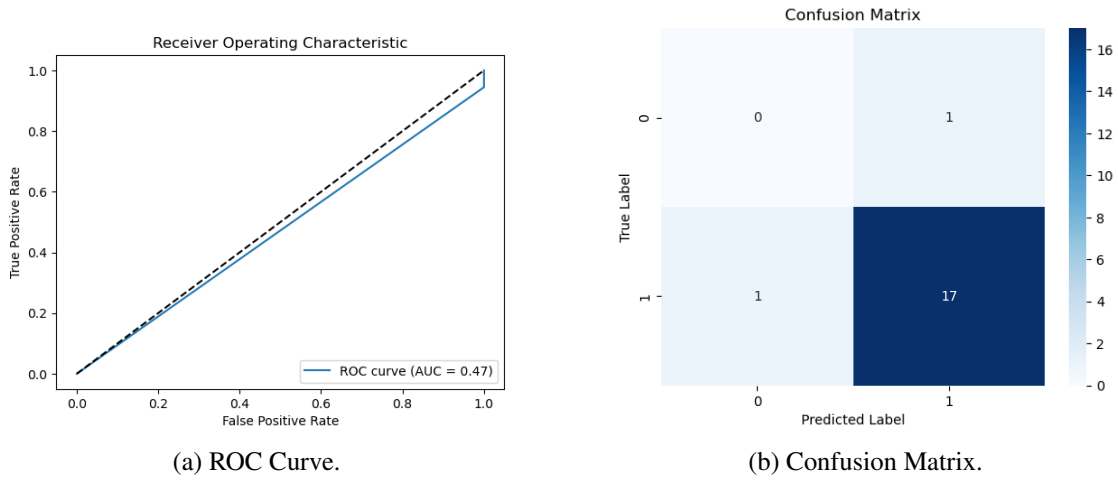 Receiver Operating Characteristic
True Positive Rate
1.0
0.8
0.6
0.4
0.2
0.0
ROC curve (AUC = 0.47)
0.0 0.2 0.4 0.6 0.8 1.0
False Positive Rate
(a) ROC Curve.
Confusion Matrix
True Label
0
1
0 1
1 17
0 1
Predicted Label
16
14
12
10
8
6
4
2
0
(b) Confusion Matrix.